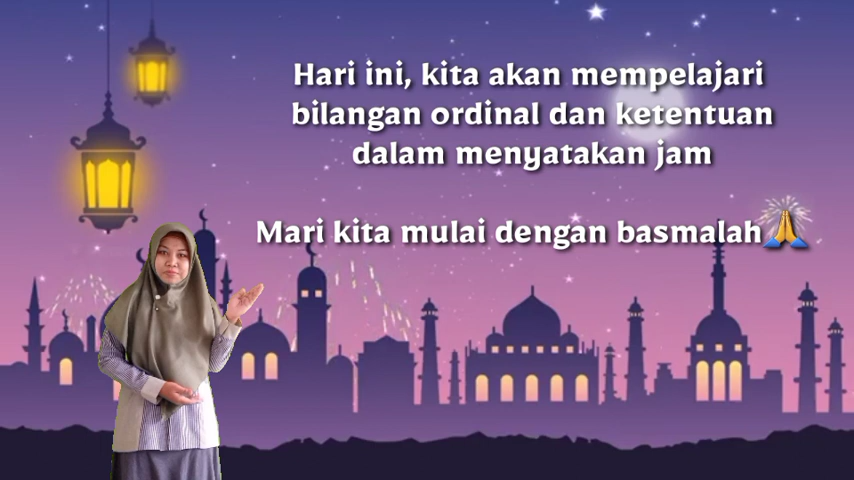 Hari ini, kita akan mempelajari
bilangan ordinal dan ketentuan
dalam menyatakan jam
Mari kita mulai dengan basmalah🙏